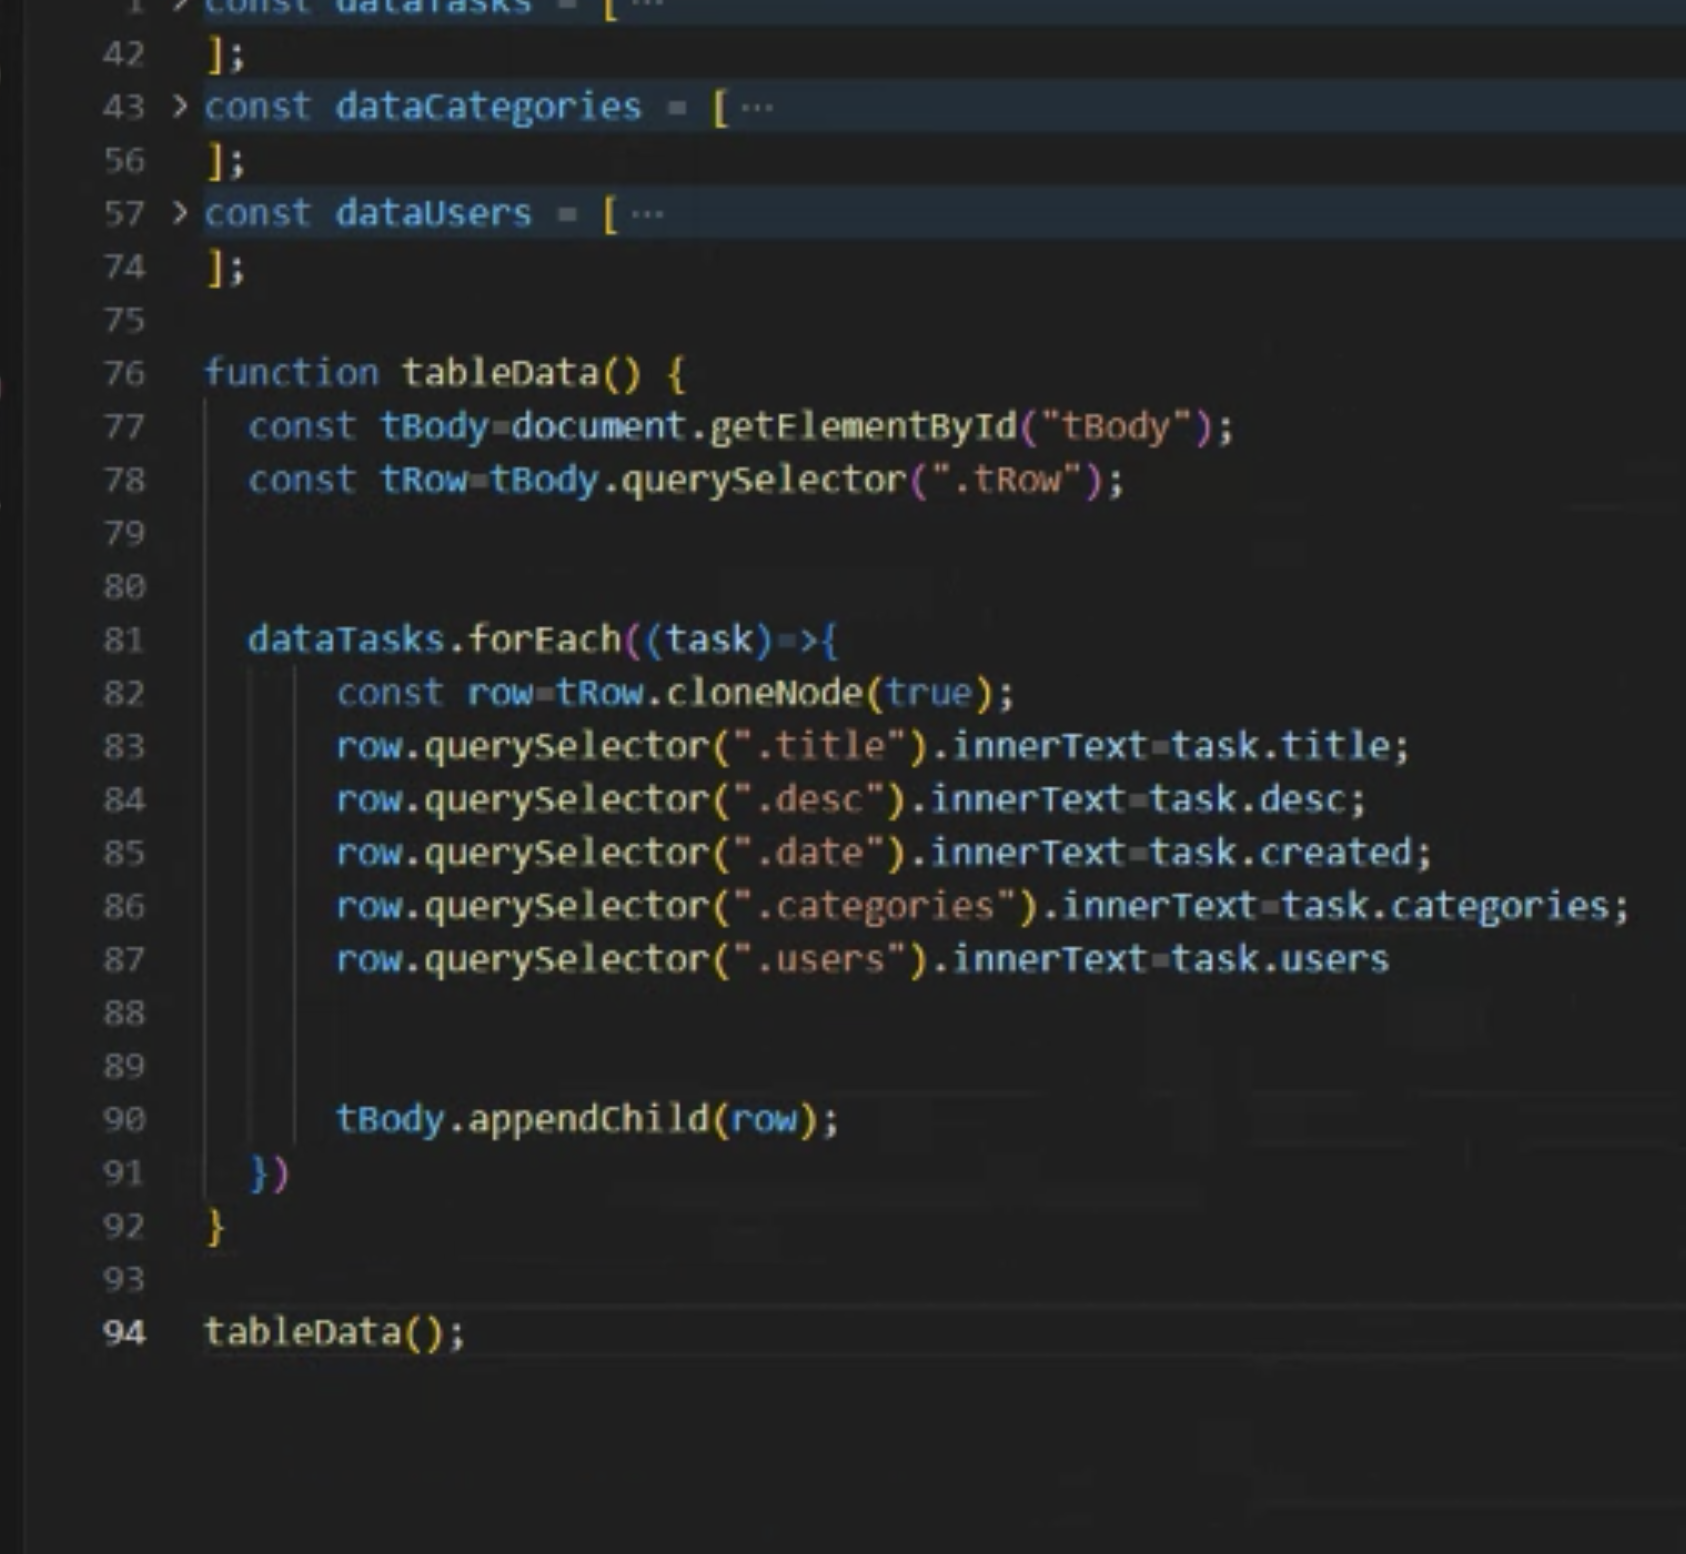 1 > const dataTasks = [ ···
42 ];
43 > const dataCategories = [ ···
56 ];
57 > const dataUsers = [ ···
74 ];
75
76 function tableData() {
77 const tBody=document.getElementById("tBody");
78 const tRow=tBody.querySelector(".tRow");
79
80
81 dataTasks.forEach((task)=>{
82 const row=tRow.cloneNode(true);
83 row.querySelector(".title").innerText=task.title;
84 row.querySelector(".desc").innerText=task.desc;
85 row.querySelector(".date").innerText=task.created;
86 row.querySelector(".categories").innerText=task.categories;
87 row.querySelector(".users").innerText=task.users
88
89
90 tBody.appendChild(row);
91 })
92 }
93
94 tableData();